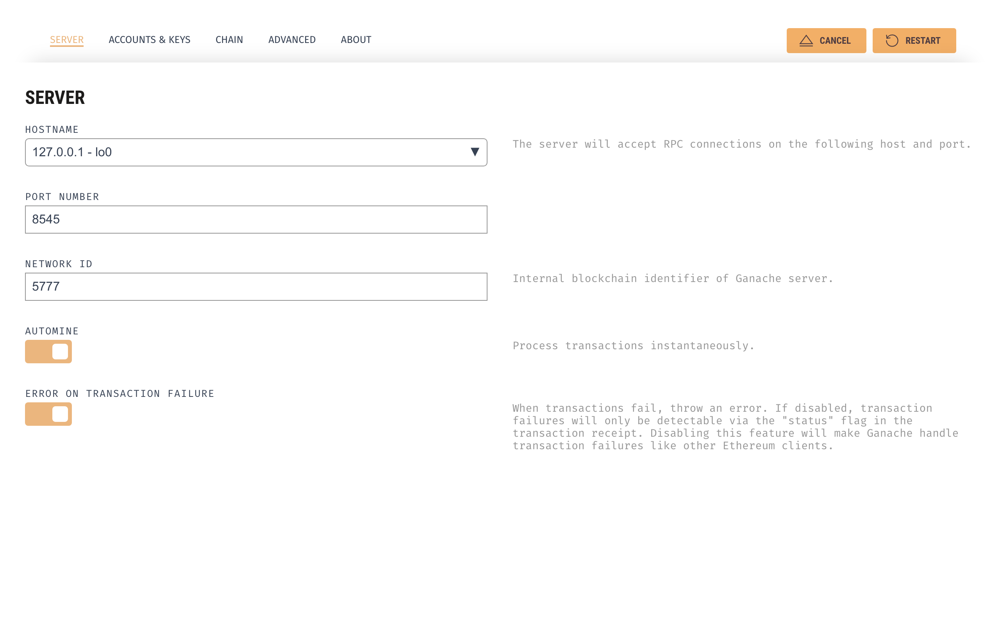 SERVER ACCOUNTS & KEYS CHAIN ADVANCED ABOUT CANCEL RESTART
SERVER
HOSTNAME
127.0.0.1 - lo0
The server will accept RPC connections on the following host and port.
PORT NUMBER
8545
NETWORK ID
5777
Internal blockchain identifier of Ganache server.
AUTOMINE
Process transactions instantaneously.
ERROR ON TRANSACTION FAILURE
When transactions fail, throw an error. If disabled, transaction
failures will only be detectable via the "status" flag in the
transaction receipt. Disabling this feature will make Ganache handle
transaction failures like other Ethereum clients.